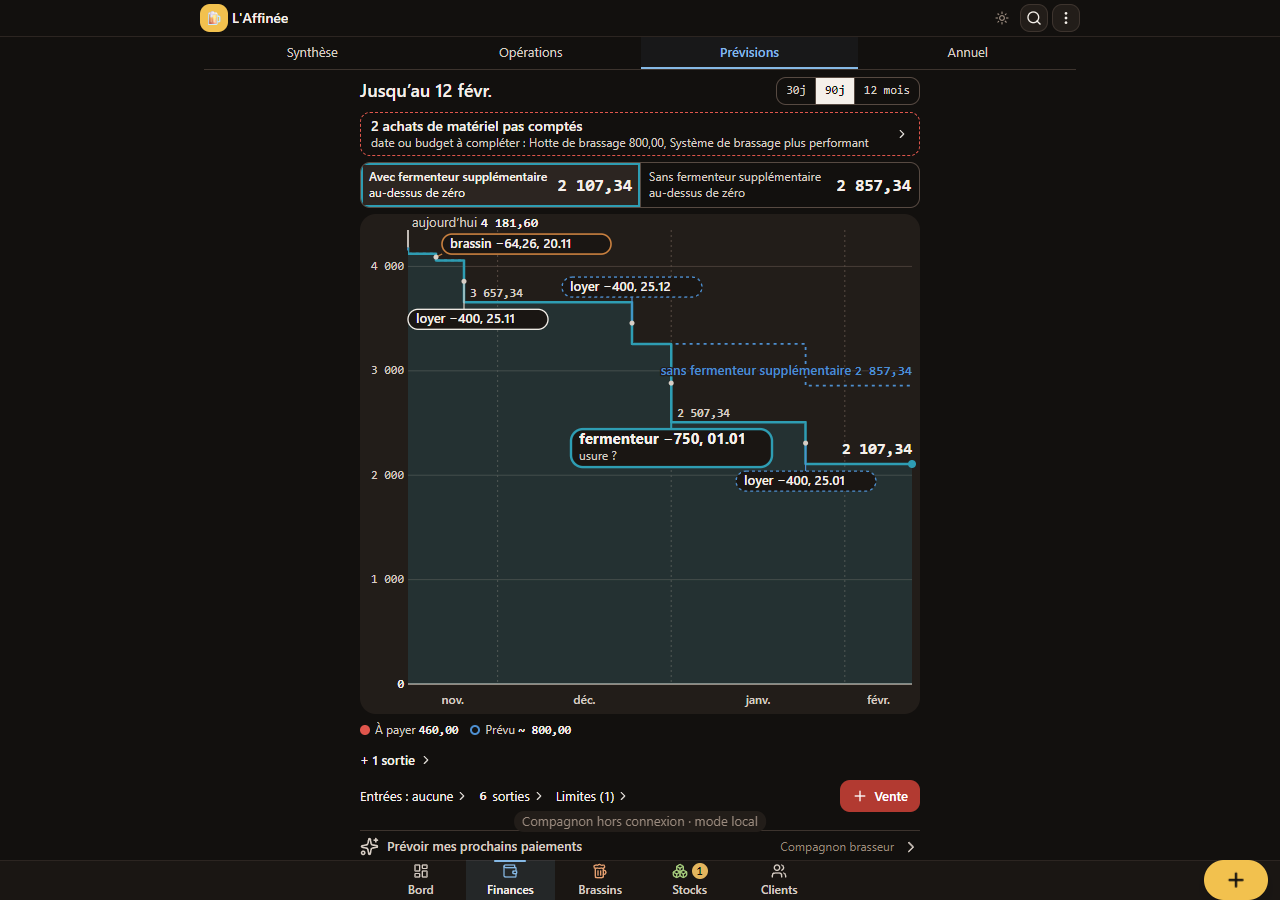 L'Affinée
Synthèse
Opérations
Prévisions
Annuel
Jusqu'au 12 févr.
30j
90j
12 mois
2 achats de matériel pas comptés
date ou budget à compléter : Hotte de brassage 800,00, Système de brassage plus performant
Avec fermenteur supplémentaire
au-dessus de zéro
2 107,34
Sans fermenteur supplémentaire
au-dessus de zéro
2 857,34
aujourd'hui 4 181,60
brassin −64,26, 20.11
4 000
loyer −400, 25.12
3 657,34
loyer −400, 25.11
3 000
sans fermenteur supplémentaire 2 857,34
2 507,34
fermenteur −750, 01.01
usure ?
2 107,34
2 000
loyer −400, 25.01
1 000
0
nov.
déc.
janv.
févr.
À payer 460,00
Prévu ~ 800,00
+ 1 sortie
Entrées : aucune
6 sorties
Limites (1)
+ Vente
Compagnon hors connexion · mode local
Prévoir mes prochains paiements
Compagnon brasseur
1
Bord
Finances
Brassins
Stocks
Clients
+